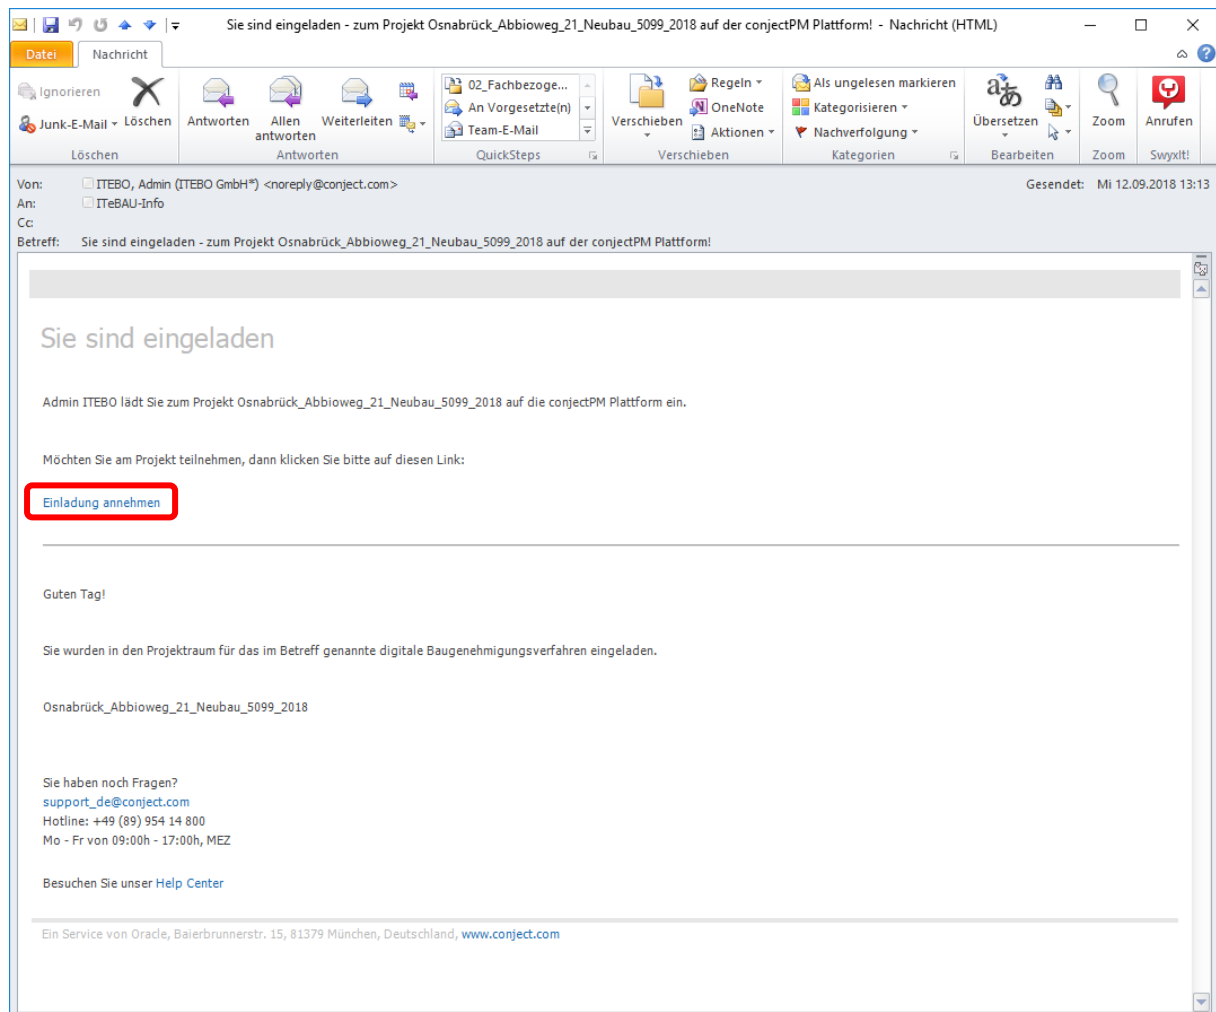 Sie sind eingeladen - zum Projekt Osnabrück_Abbioweg_21_Neubau_5099_2018 auf der conjectPM Plattform! - Nachricht (HTML)
Datei Nachricht
Ignorieren
Junk-E-Mail Löschen
Löschen
Antworten Allen antworten Weiterleiten
Antworten
02_Fachbezoge...
An Vorgesetzte(n)
Team-E-Mail
QuickSteps
Verschieben
Regeln
OneNote
Aktionen
Verschieben
Als ungelesen markieren
Kategorisieren
Nachverfolgung
Kategorien
Übersetzen
Bearbeiten
Zoom
Zoom
Anrufen
SwyxIt!
Von: ITEBO, Admin (ITEBO GmbH*) <noreply@conject.com> Gesendet: Mi 12.09.2018 13:13
An: ITeBAU-Info
Cc:
Betreff: Sie sind eingeladen - zum Projekt Osnabrück_Abbioweg_21_Neubau_5099_2018 auf der conjectPM Plattform!
Sie sind eingeladen
Admin ITEBO lädt Sie zum Projekt Osnabrück_Abbioweg_21_Neubau_5099_2018 auf die conjectPM Plattform ein.
Möchten Sie am Projekt teilnehmen, dann klicken Sie bitte auf diesen Link:
Einladung annehmen
Guten Tag!
Sie wurden in den Projektraum für das im Betreff genannte digitale Baugenehmigungsverfahren eingeladen.
Osnabrück_Abbioweg_21_Neubau_5099_2018
Sie haben noch Fragen?
support_de@conject.com
Hotline: +49 (89) 954 14 800
Mo - Fr von 09:00h - 17:00h, MEZ
Besuchen Sie unser Help Center
Ein Service von Oracle, Baierbrunnerstr. 15, 81379 München, Deutschland, www.conject.com